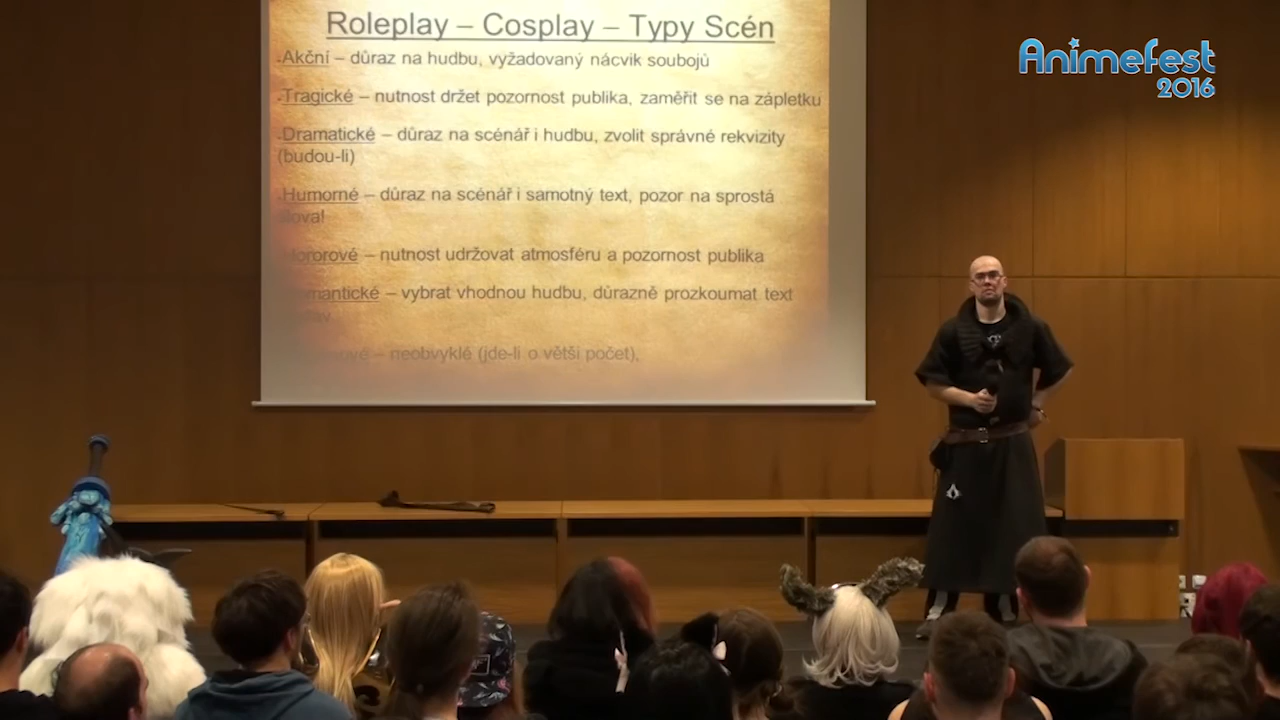 Roleplay – Cosplay – Typy Scén
Akční – důraz na hudbu, vyžadovaný nácvik soubojů
Tragické – nutnost držet pozornost publika, zaměřit se na zápletku
Dramatické – důraz na scénář i hudbu, zvolit správné rekvizity
(budou-li)
Humorné – důraz na scénář i samotný text, pozor na sprostá
– nutnost udržovat atmosféru a pozornost publika
– vybrat vhodnou hudbu, důrazně prozkoumat text
– neobvyklé (jde-li o větší počet),
Animefest
2016